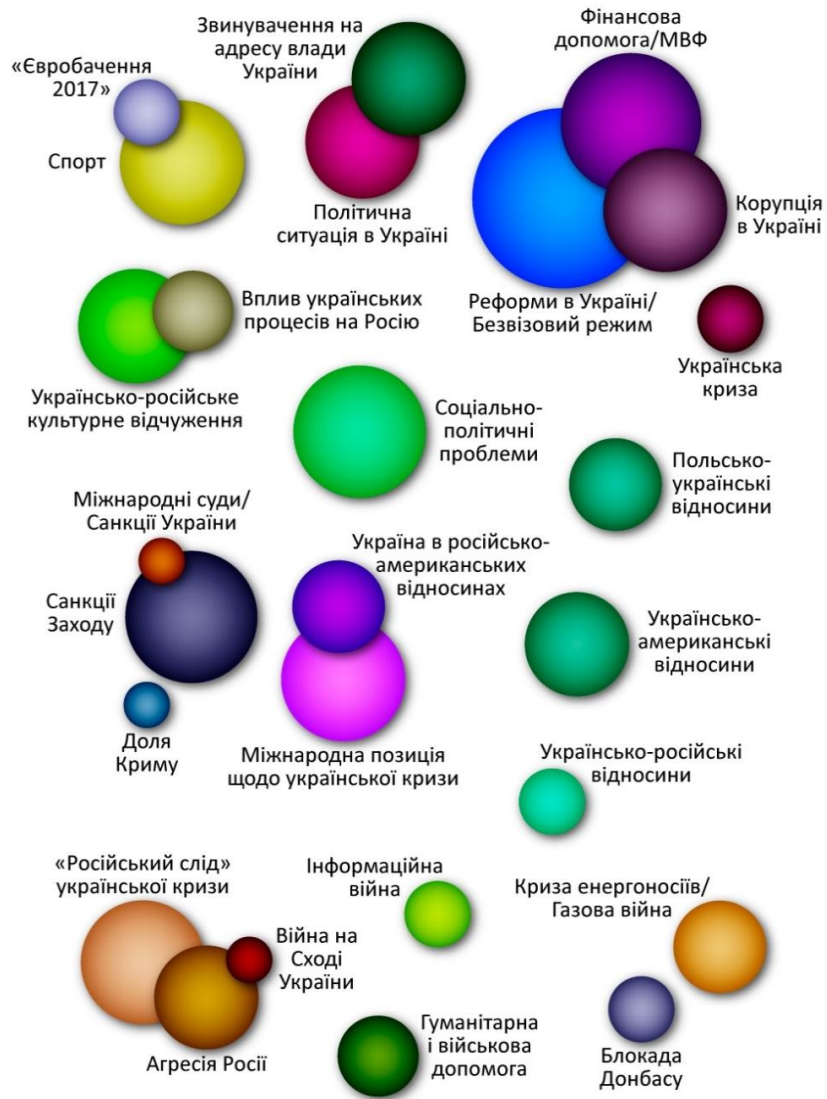 Звинувачення на
адресу влади
України
Фінансова
допомога/МВФ
«Євробачення
2017»
Спорт
Політична
ситуація в Україні
Корупція
в Україні
Реформи в Україні/
Безвізовий режим
Вплив українських
процесів на Росію
Українська
криза
Українсько-російське
культурне відчуження
Соціально-
політичні
проблеми
Польсько-
українські
відносини
Міжнародні суди/
Санкції України
Україна в російсько-
американських
відносинах
Санкції
Заходу
Українсько-
американські
відносини
Доля
Криму
Міжнародна позиція
щодо української кризи
Українсько-російські
відносини
«Російський слід»
української кризи
Інформаційна
війна
Криза енергоносіїв/
Газова війна
Війна на
Сході
України
Агресія Росії
Гуманітарна
і військова
допомога
Блокада
Донбасу